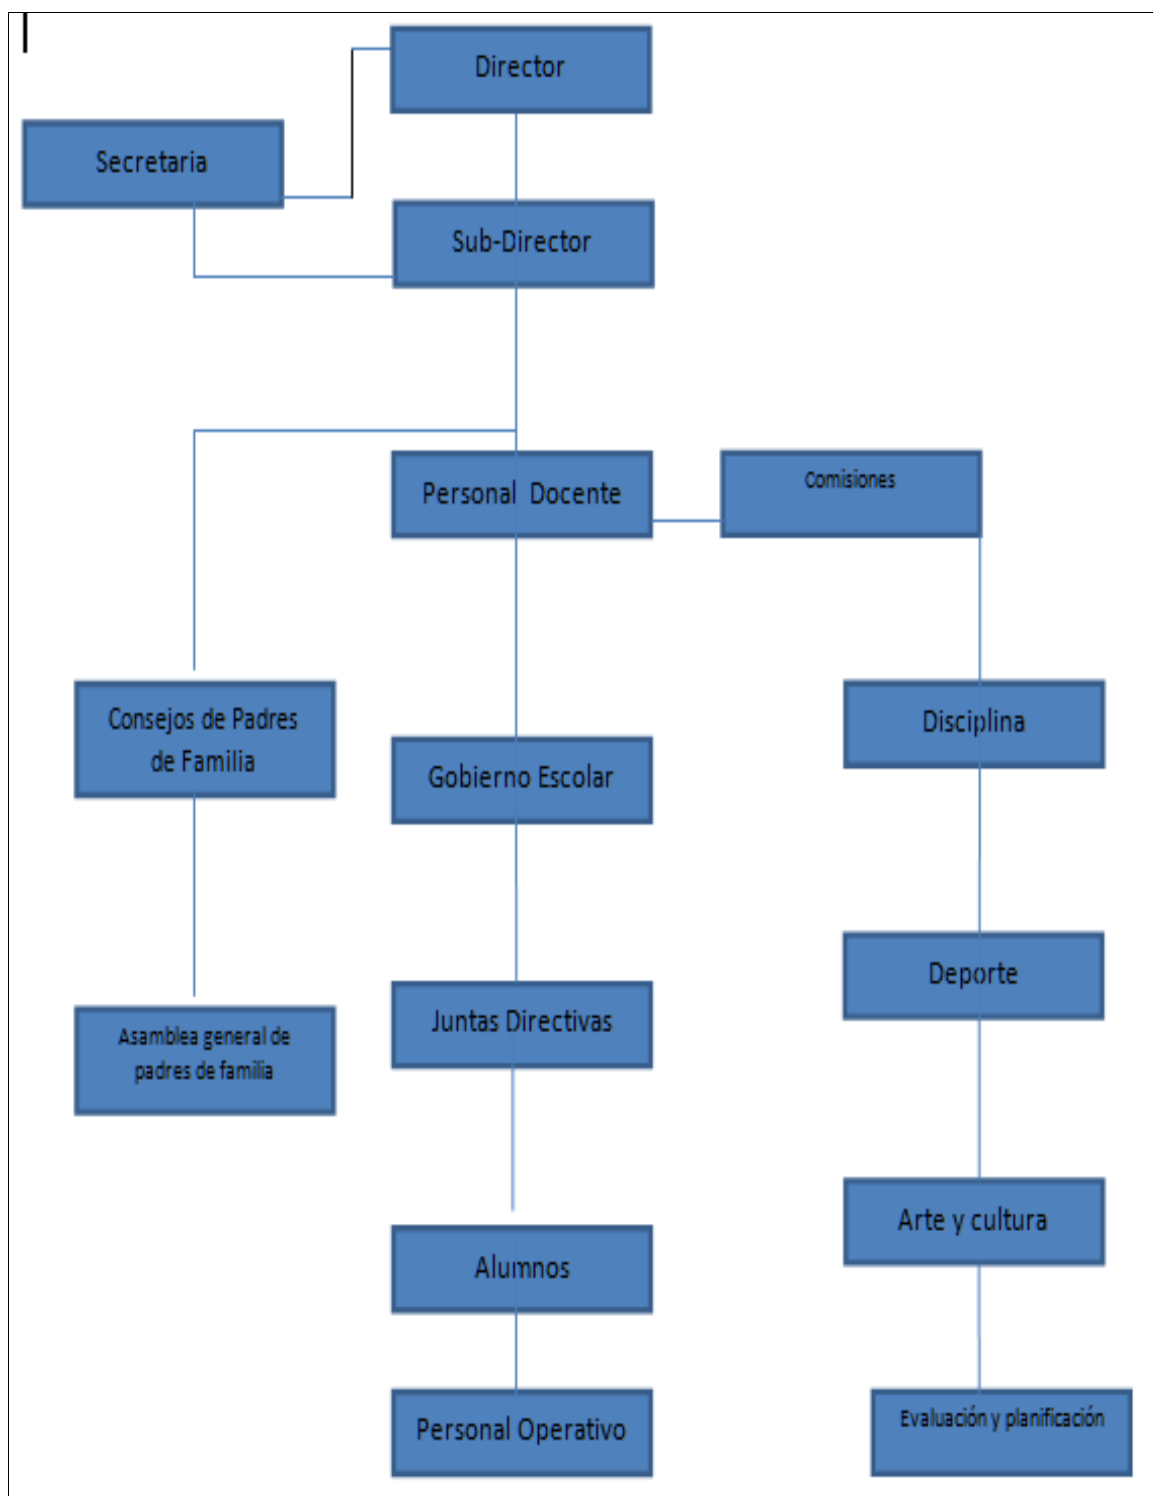 Director
Secretaria
Sub-Director
Personal Docente
Comisiones
Consejos de Padres
de Familia
Disciplina
Gobierno Escolar
Deporte
Juntas Directivas
Asamblea general de
padres de familia
Arte y cultura
Alumnos
Personal Operativo
Evaluación y planificación